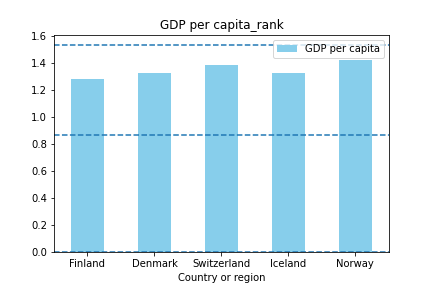 GDP per capita_rank
GDP per capita
1.6
1.4
1.2
1.0
0.8
0.6
0.4
0.2
0.0
Finland Denmark Switzerland Iceland Norway
Country or region